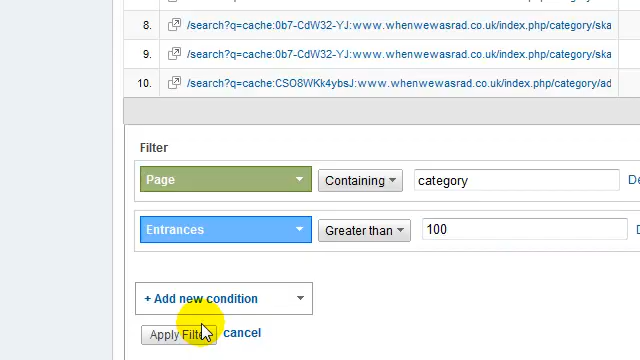 8. /search?q=cache:0b7-CdW32-YJ:www.whenwewasrad.co.uk/index.php/category/ska
9. /search?q=cache:0b7-CdW32-YJ:www.whenwewasrad.co.uk/index.php/category/ska
10. /search?q=cache:CSO8WKk4ybsJ:www.whenwewasrad.co.uk/index.php/category/ad
Filter
Page Containing category De
Entrances Greater than 100
+ Add new condition
Apply Filter cancel